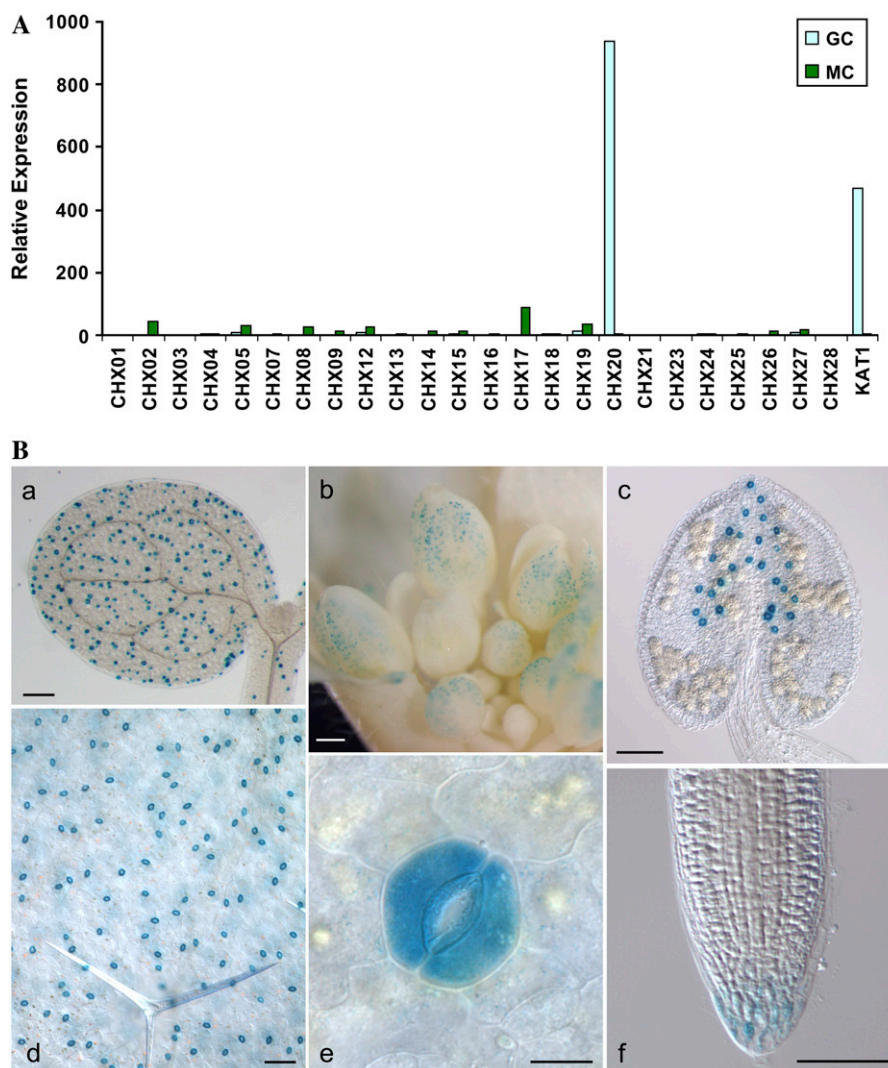 A
Relative Expression
1000
800
600
400
200
0
GC
MC
CHX01
CHX02
CHX03
CHX04
CHX05
CHX07
CHX08
CHX09
CHX12
CHX13
CHX14
CHX15
CHX16
CHX17
CHX18
CHX19
CHX20
CHX21
CHX23
CHX24
CHX25
CHX26
CHX27
CHX28
KAT1
B
a
b
c
d
e
f